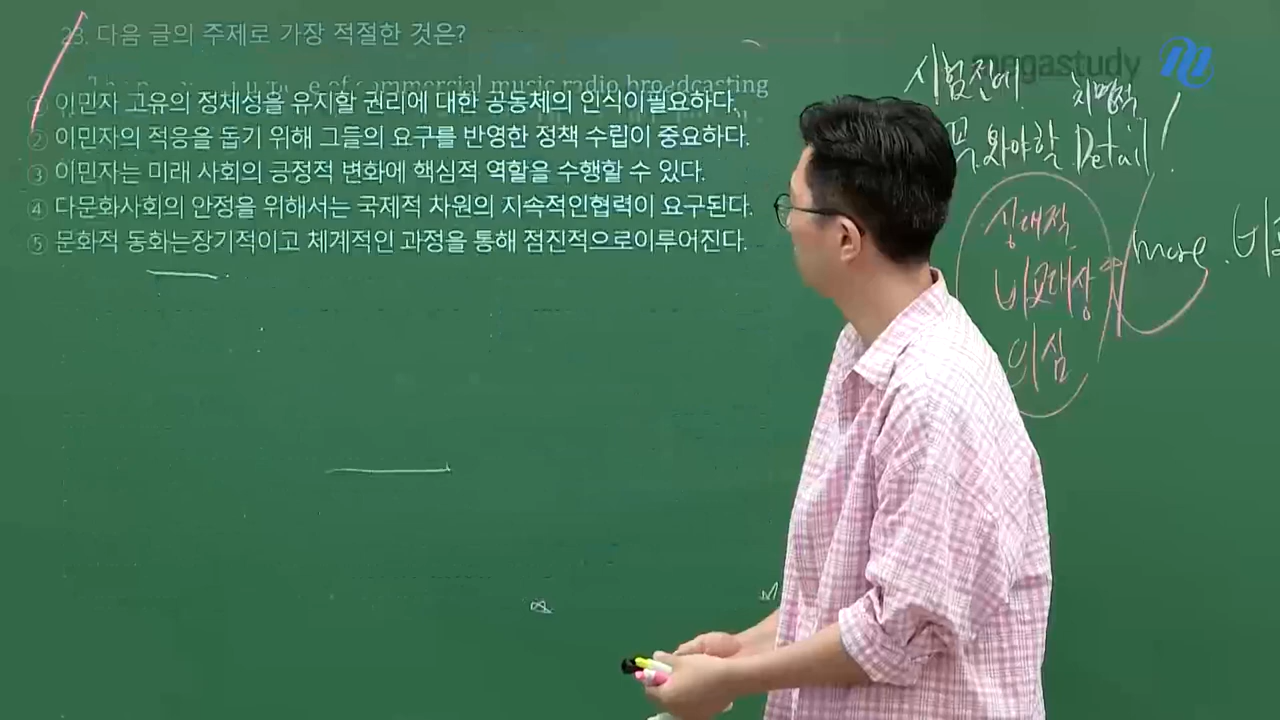 23. 다음 글의 주제로 가장 적절한 것은?
of commercial music radio broadcasting
① 이민자 고유의 정체성을 유지할 권리에 대한 공동체의 인식이필요하다.
② 이민자의 적응을 돕기 위해 그들의 요구를 반영한 정책 수립이 중요하다.
③ 이민자는 미래 사회의 긍정적 변화에 핵심적 역할을 수행할 수 있다.
④ 다문화사회의 안정을 위해서는 국제적 차원의 지속적인협력이 요구된다.
⑤ 문화적 동화는장기적이고 체계적인 과정을 통해 점진적으로이루어진다.
megastudy
시험전에
치명적
꼭 와야할 Detail!
상대적
비교대상
의심
more